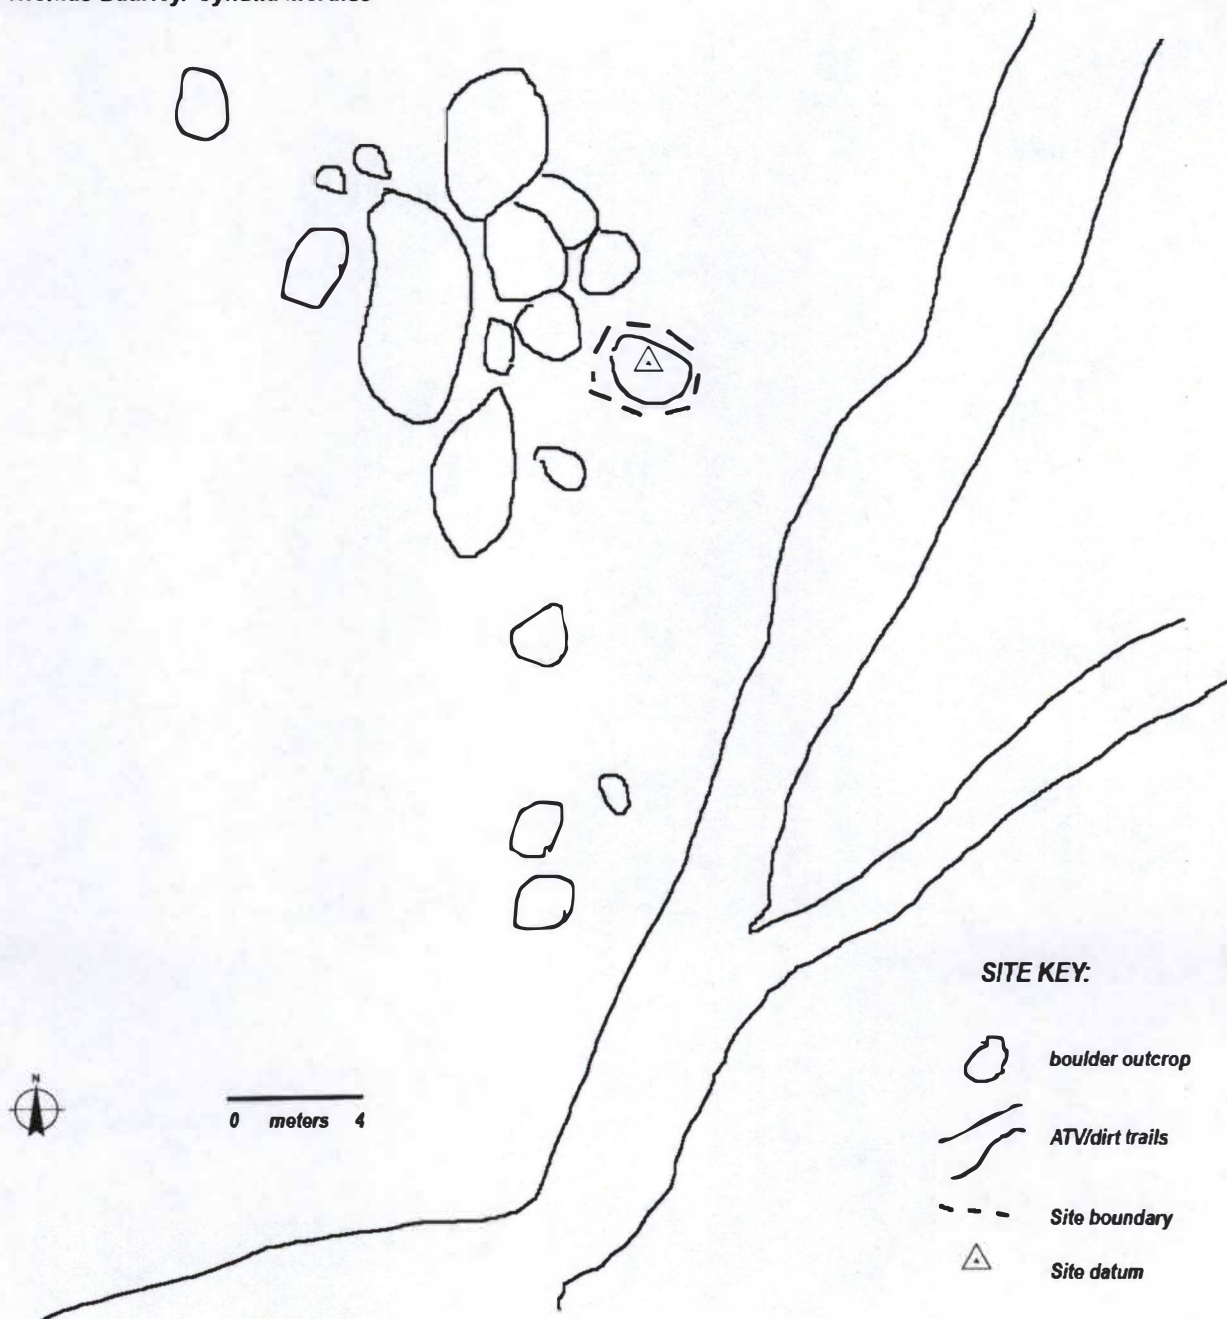 N
0 meters 4
SITE KEY:
boulder outcrop
ATV/dirt trails
Site boundary
Site datum